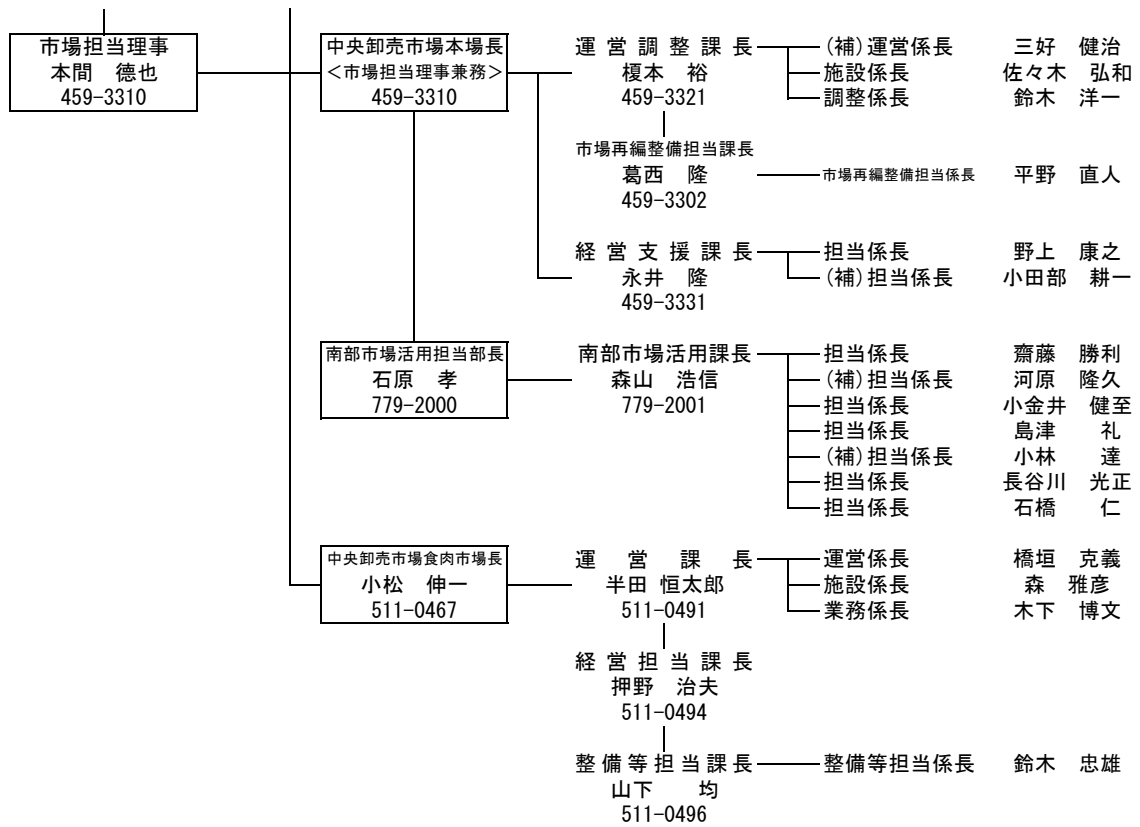 市場担当理事
本間 德也
459-3310
中央卸売市場本場長
<市場担当理事兼務>
459-3310
運営調整課長
榎本 裕
459-3321
(補)運営係長 三好 健治
施設係長 佐々木 弘和
調整係長 鈴木 洋一
市場再編整備担当課長
葛西 隆
459-3302
市場再編整備担当係長 平野 直人
経営支援課長
永井 隆
459-3331
担当係長 野上 康之
(補)担当係長 小田部 耕一
南部市場活用担当部長
石原 孝
779-2000
南部市場活用課長
森山 浩信
779-2001
担当係長 齋藤 勝利
(補)担当係長 河原 隆久
担当係長 小金井 健至
担当係長 島津 礼
(補)担当係長 小林 達
担当係長 長谷川 光正
担当係長 石橋 仁
中央卸売市場食肉市場長
小松 伸一
511-0467
運営課長
半田 恒太郎
511-0491
運営係長 橋垣 克義
施設係長 森 雅彦
業務係長 木下 博文
経営担当課長
押野 治夫
511-0494
整備等担当課長
山下 均
511-0496
整備等担当係長 鈴木 忠雄